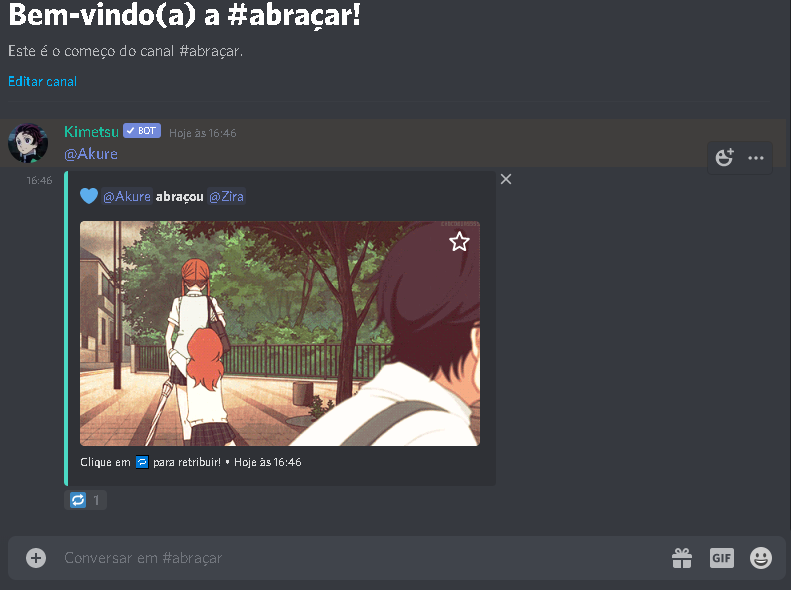 Bem-vindo(a) a #abraçar!
Este é o começo do canal #abraçar.
Editar canal
Kimetsu BOT Hoje às 16:46
@Akure
16:46
@Akure abraçou @Zira
Clique em para retribuir! • Hoje às 16:46
1
Conversar em #abraçar
GIF